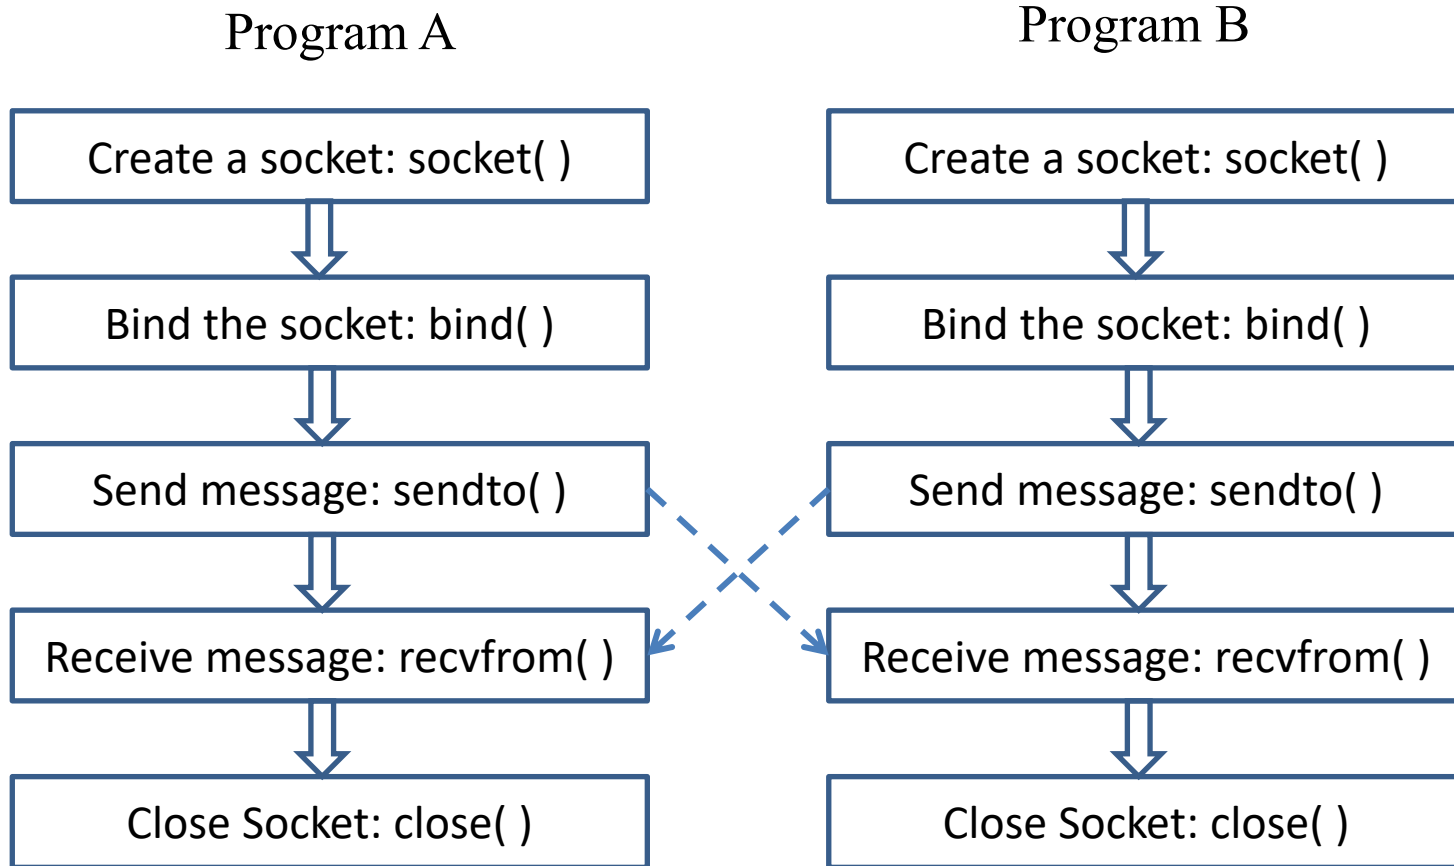 Program A
Program B
Create a socket: socket( )
Create a socket: socket( )
Bind the socket: bind( )
Bind the socket: bind( )
Send message: sendto( )
Send message: sendto( )
Receive message: recvfrom( )
Receive message: recvfrom( )
Close Socket: close( )
Close Socket: close( )